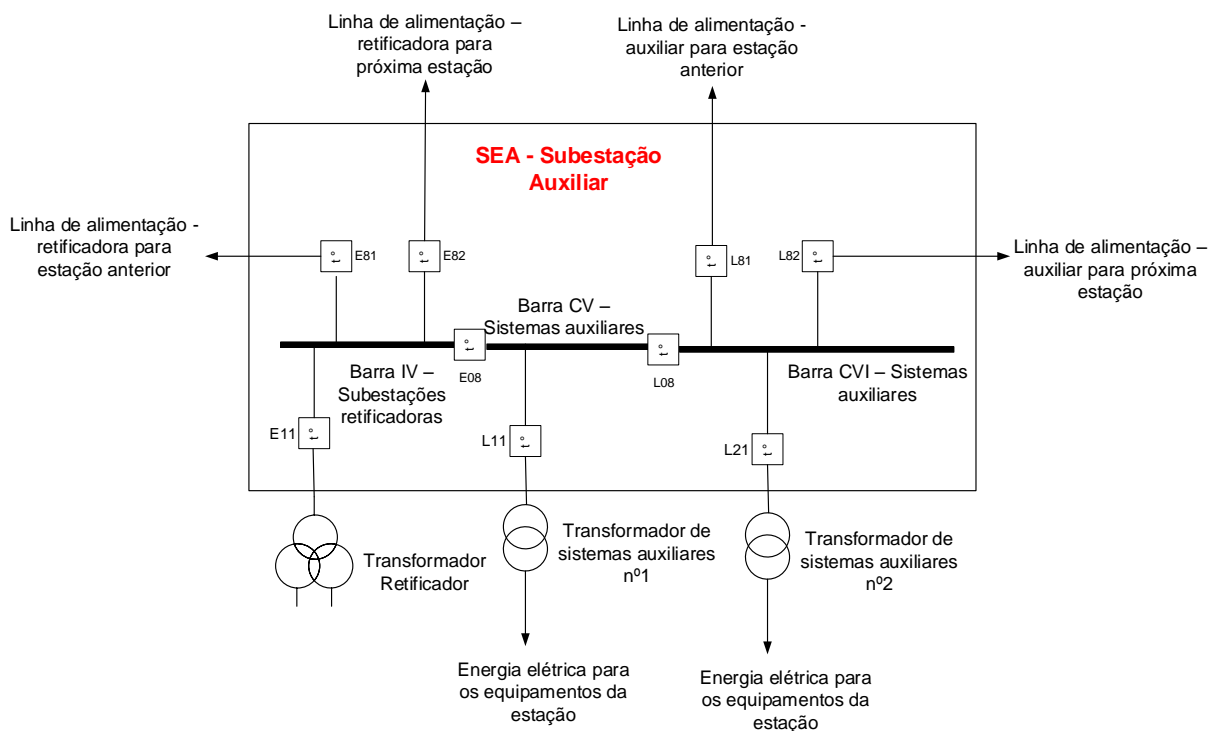 Linha de alimentação –
retificadora para
próxima estação
Linha de alimentação -
auxiliar para estação
anterior
SEA - Subestação
Auxiliar
Linha de alimentação -
retificadora para
estação anterior
E81
E82
L81
L82
Linha de alimentação –
auxiliar para próxima
estação
Barra CV –
Sistemas auxiliares
E08
L08
Barra IV –
Subestações
retificadoras
Barra CVI – Sistemas
auxiliares
E11
L11
L21
Transformador
Retificador
Transformador de
sistemas auxiliares
nº1
Transformador de
sistemas auxiliares
nº2
Energia elétrica para
os equipamentos da
estação
Energia elétrica para
os equipamentos da
estação